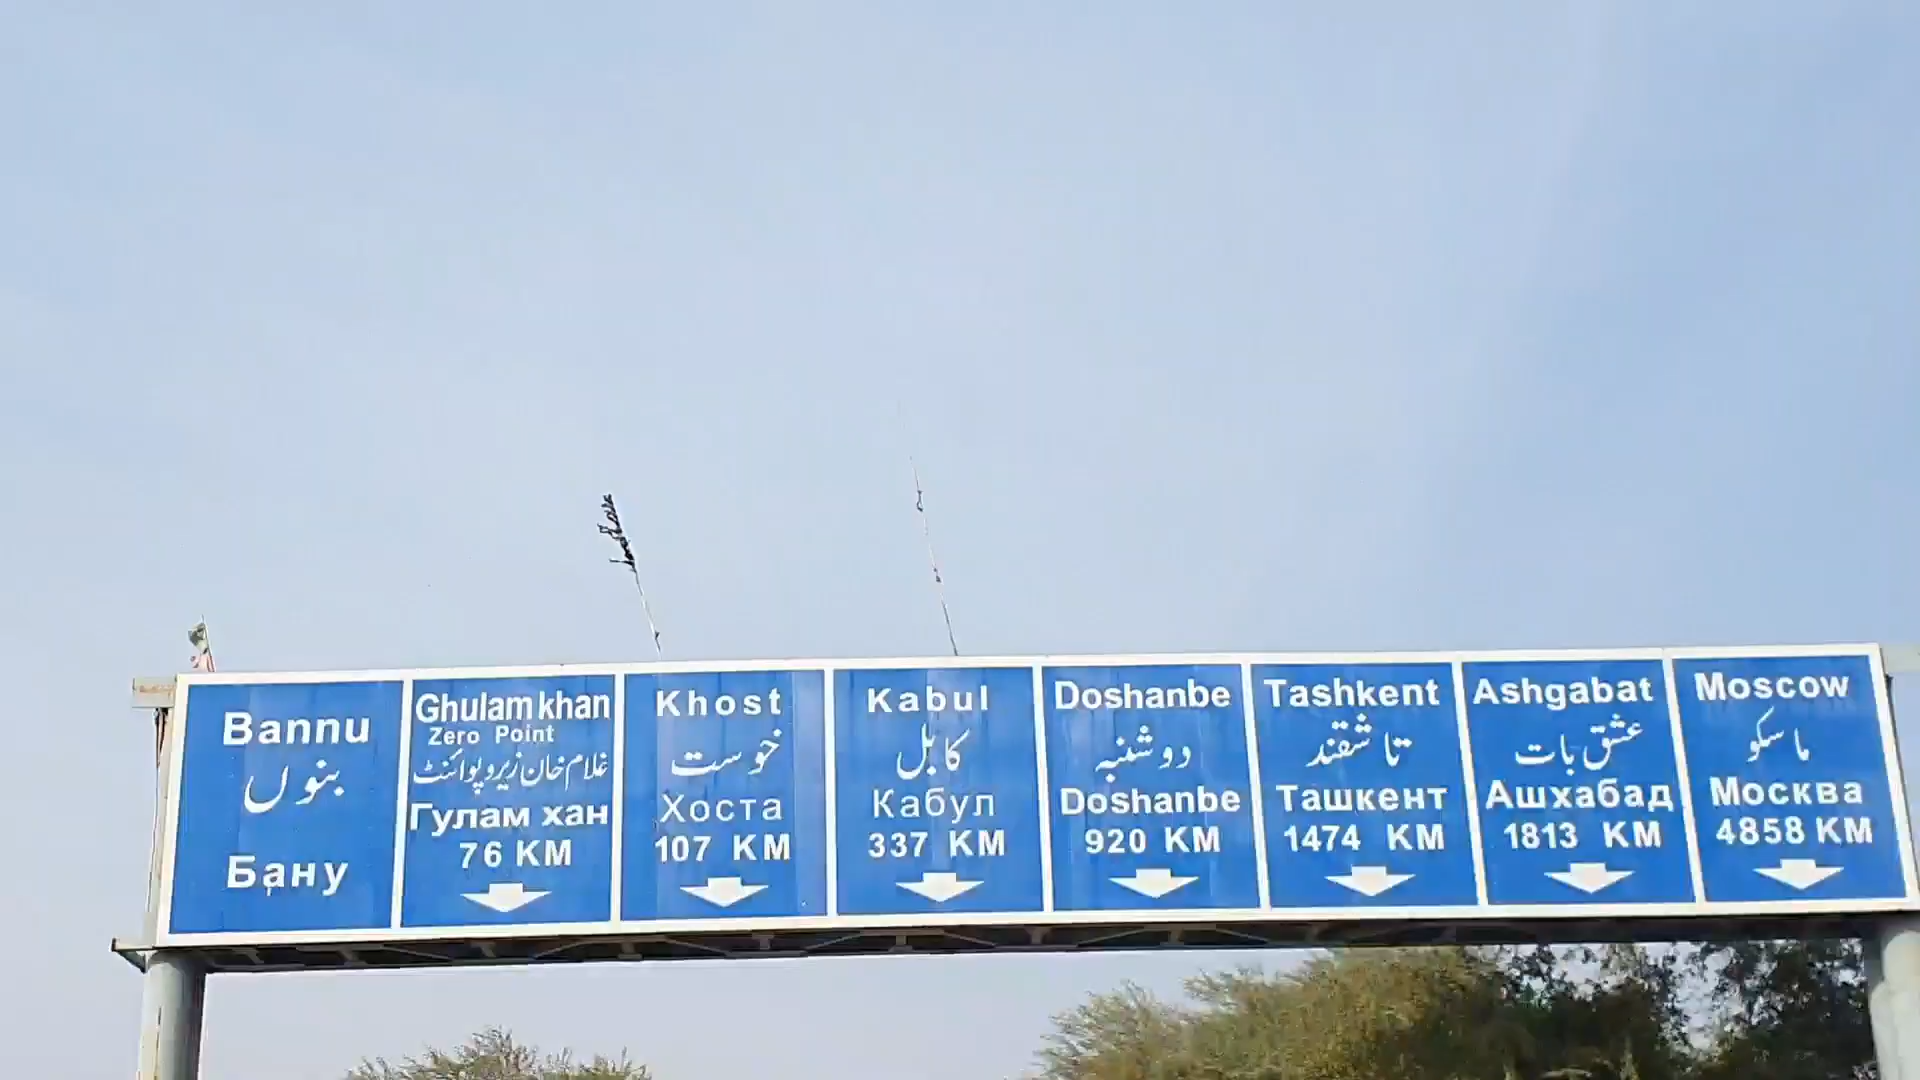 Bannu
بنوں
Бану
Ghulam khan
Zero Point
غلام خان زیرو پوائنٹ
Гулам хан
76 KM
Khost
خوست
Хоста
107 KM
Kabul
کابل
Кабул
337 KM
Doshanbe
دوشنبہ
Doshanbe
920 KM
Tashkent
تاشقند
Ташкент
1474 KM
Ashgabat
عشق بات
Ашхабад
1813 KM
Moscow
ماسکو
Москва
4858 KM